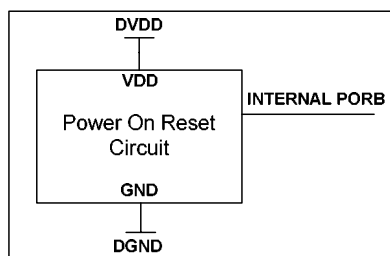 DVDD
VDD
INTERNAL PORB
Power On Reset
Circuit
GND
DGND